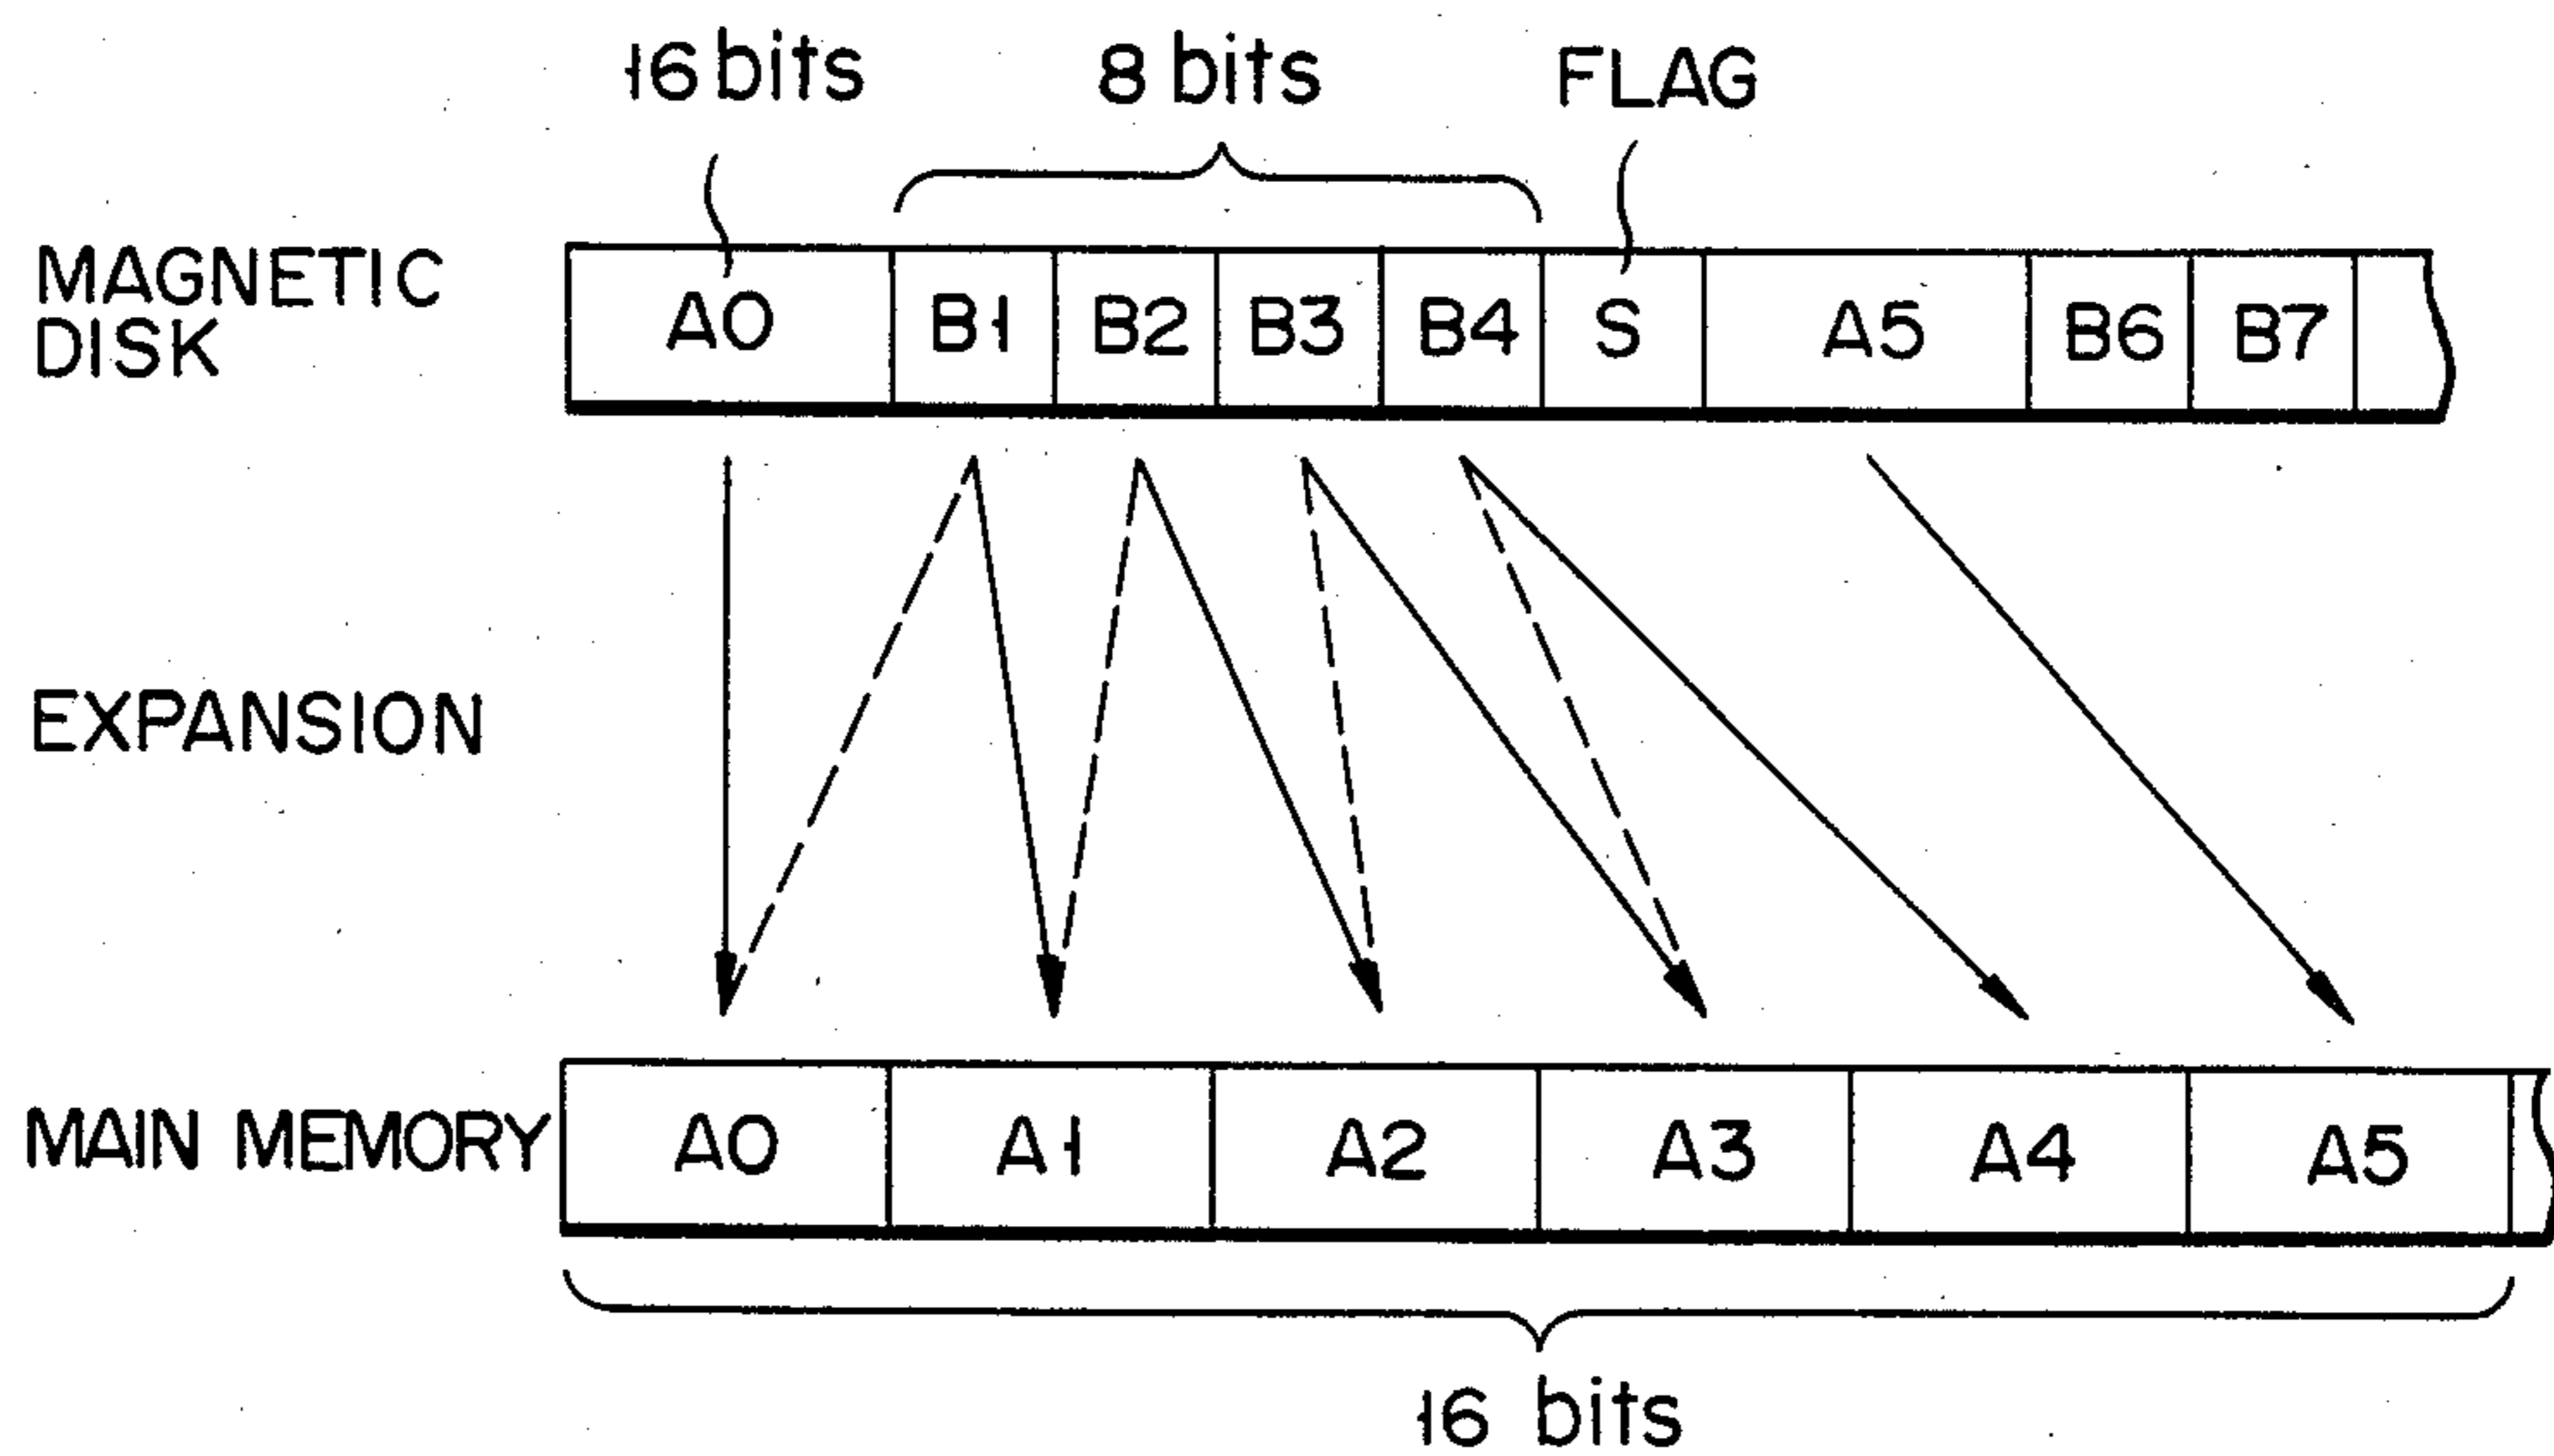 16 bits 8 bits FLAG
MAGNETIC
DISK
A0 B1 B2 B3 B4 S A5 B6 B7
EXPANSION
MAIN MEMORY
A0 A1 A2 A3 A4 A5
16 bits